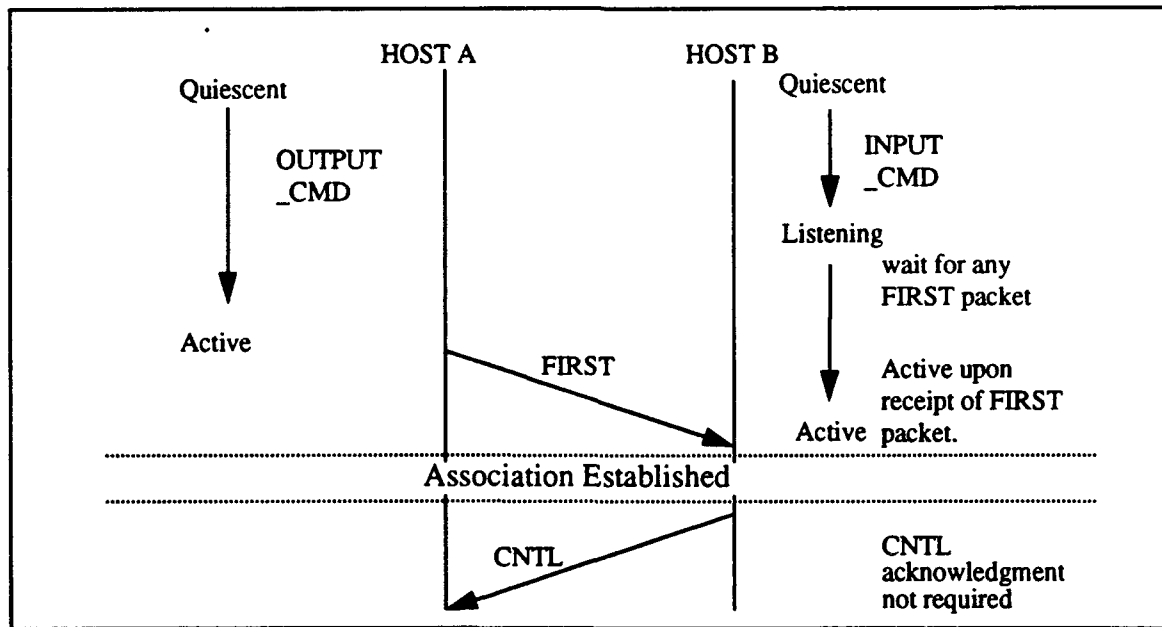 HOST A
HOST B
Quiescent
Quiescent
OUTPUT
_CMD
INPUT
_CMD
Listening
wait for any
FIRST packet
Active
FIRST
Active upon
receipt of FIRST
packet.
Active
Association Established
CNTL
CNTL
acknowledgment
not required